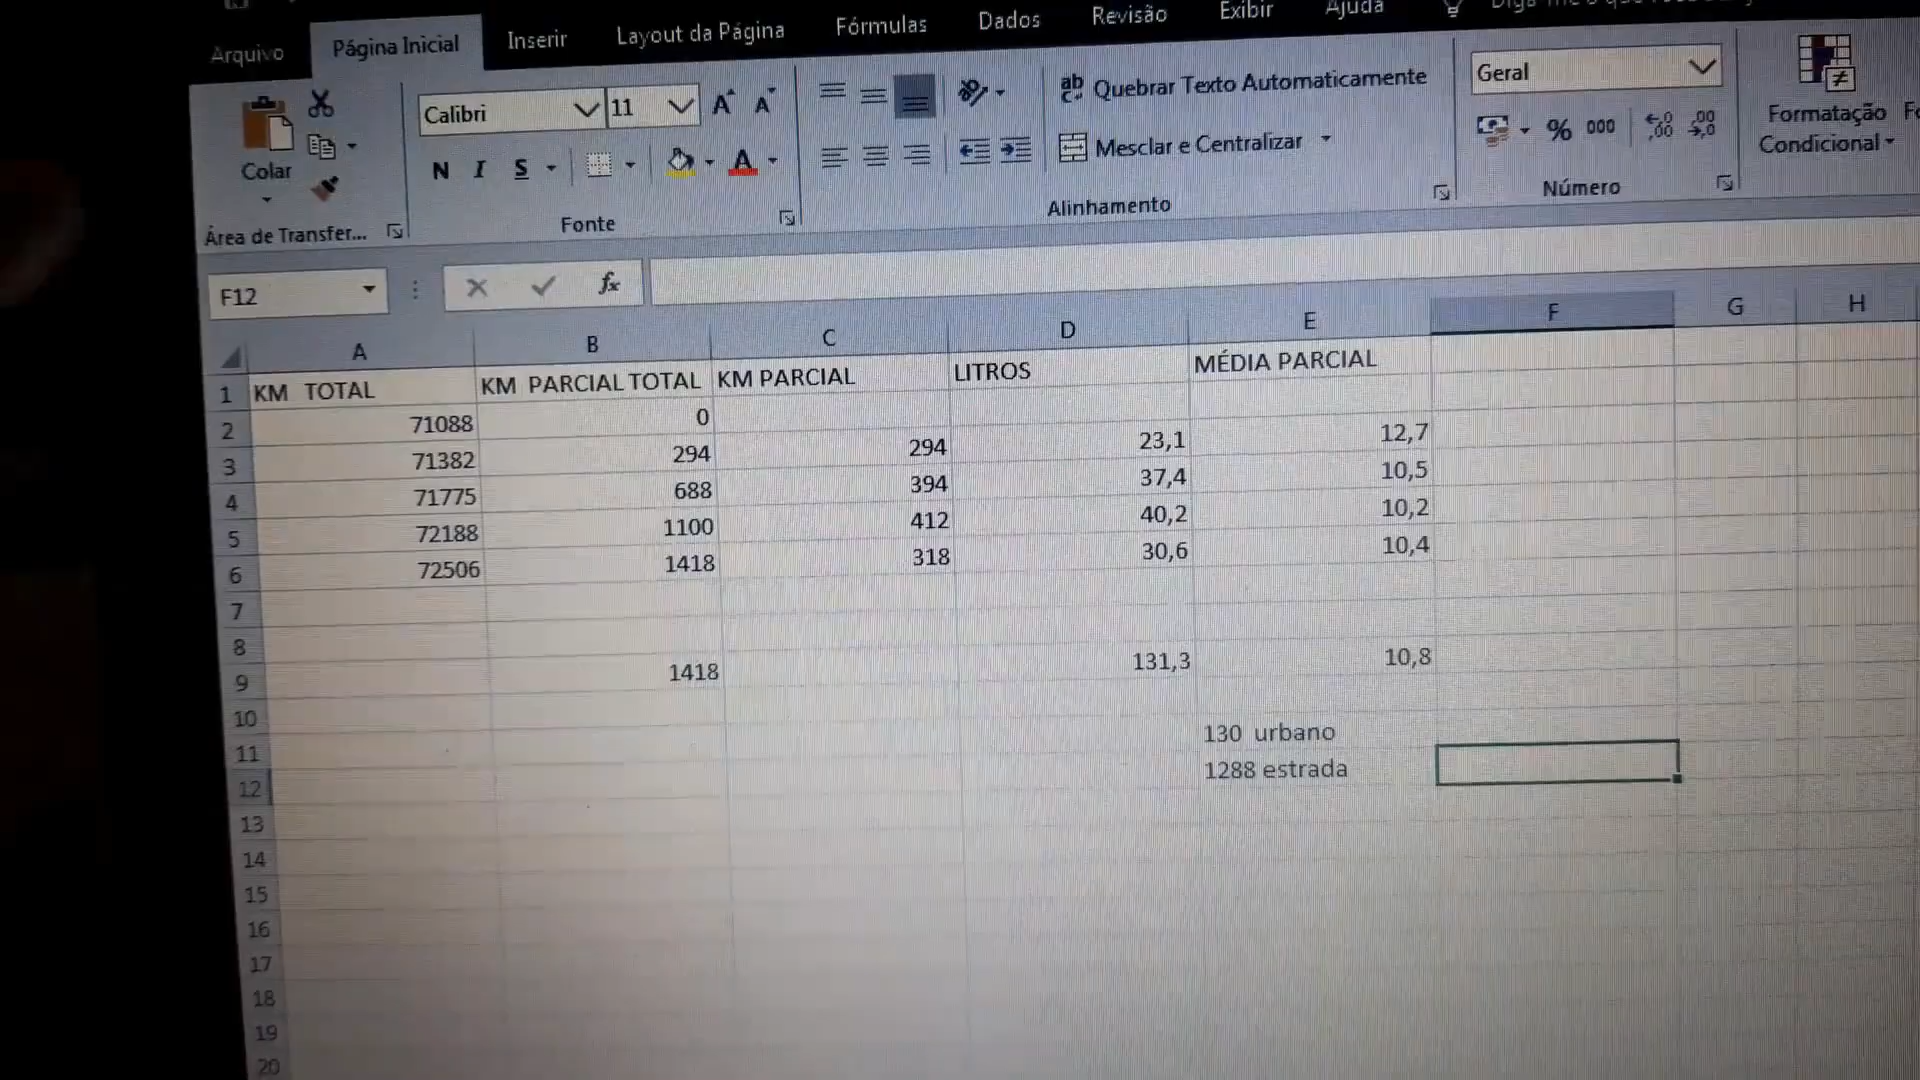 Arquivo Página Inicial Inserir Layout da Página Fórmulas Dados Revisão Exibir Ajuda
Colar
Calibri 11
N I S
Quebrar Texto Automaticamente
Mesclar e Centralizar
Geral
% 000
Formatação
Condicional
Área de Transfer... Fonte Alinhamento Número
F12 fx
A B C D E F G H
1 KM TOTAL KM PARCIAL TOTAL KM PARCIAL LITROS MÉDIA PARCIAL
2 71088 0
3 71382 294 294 23,1 12,7
4 71775 688 394 37,4 10,5
5 72188 1100 412 40,2 10,2
6 72506 1418 318 30,6 10,4
7
8
9 1418 131,3 10,8
10
11 130 urbano
12 1288 estrada
13
14
15
16
17
18
19
20